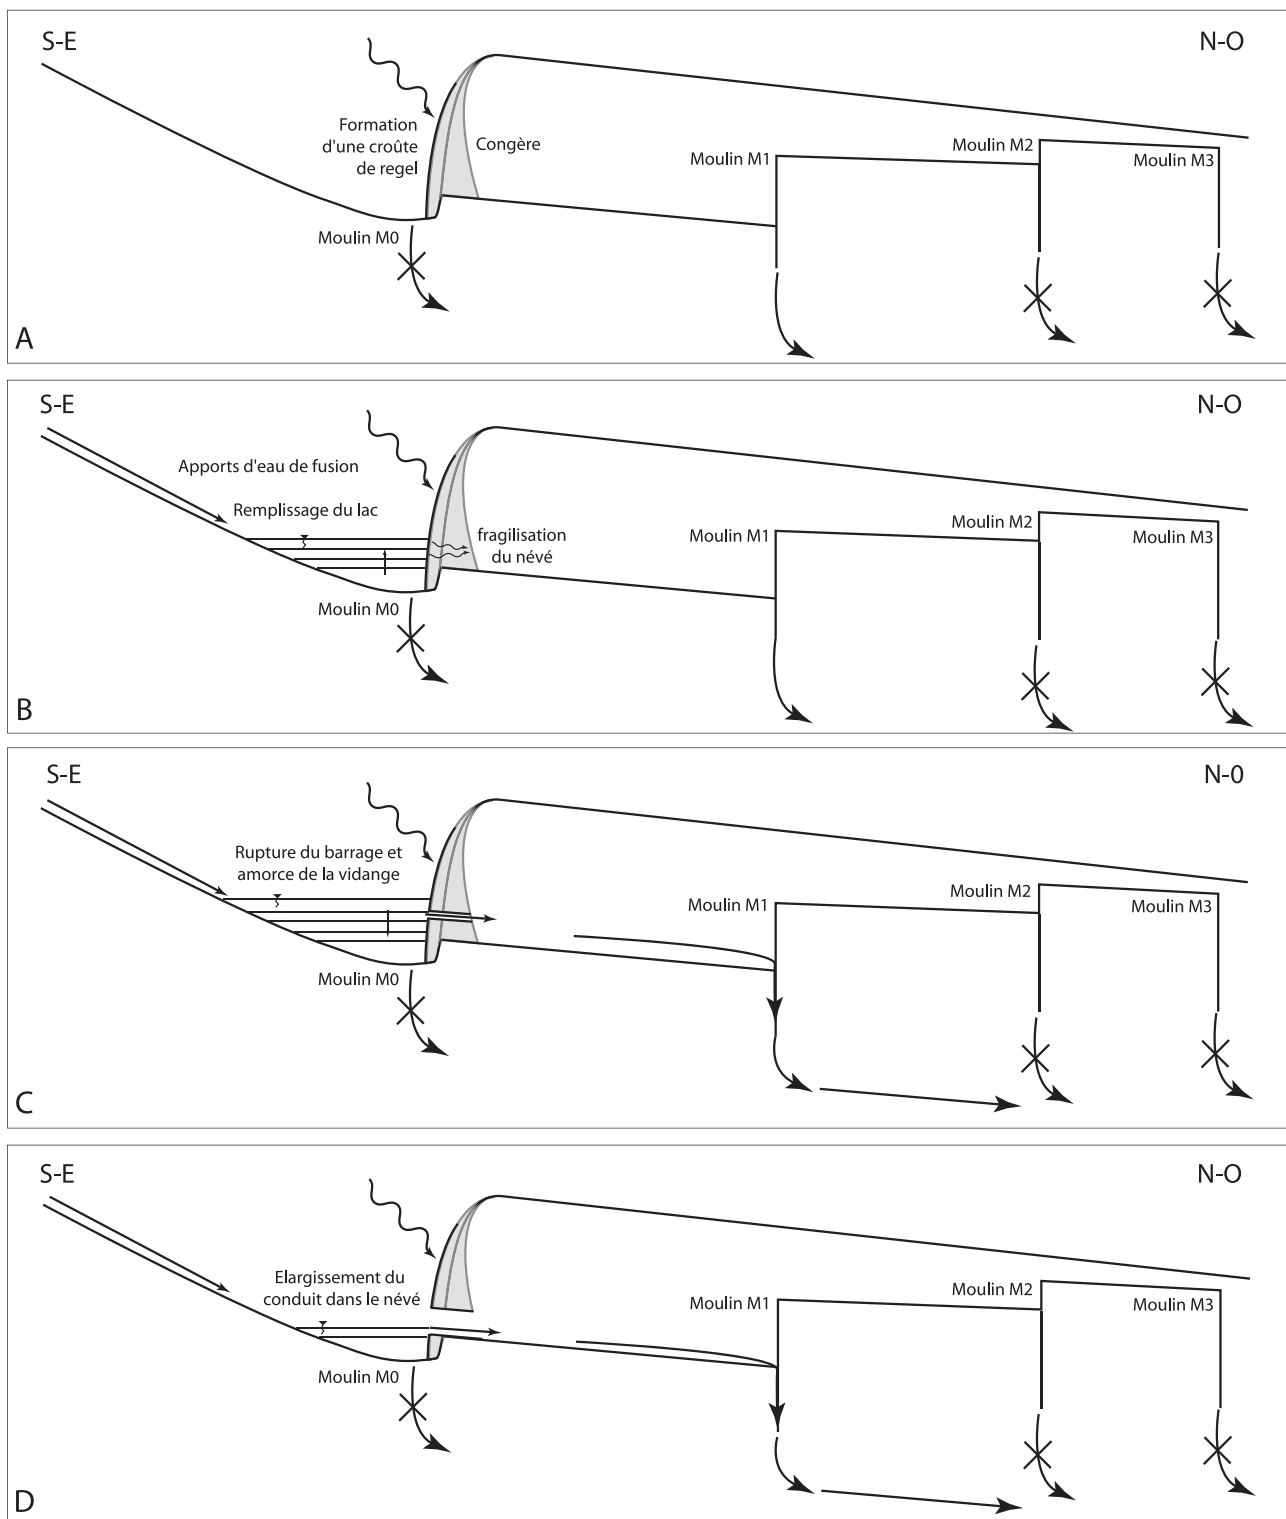 S-E
N-O
Formation
d'une croûte
de regel
Congère
Moulin M1
Moulin M2
Moulin M3
Moulin M0
A
S-E
N-O
Apports d'eau de fusion
Remplissage du lac
fragilisation
du névé
Moulin M1
Moulin M2
Moulin M3
Moulin M0
B
S-E
N-0
Rupture du barrage et
amorce de la vidange
Moulin M1
Moulin M2
Moulin M3
Moulin M0
C
S-E
N-O
Elargissement du
conduit dans le névé
Moulin M1
Moulin M2
Moulin M3
Moulin M0
D